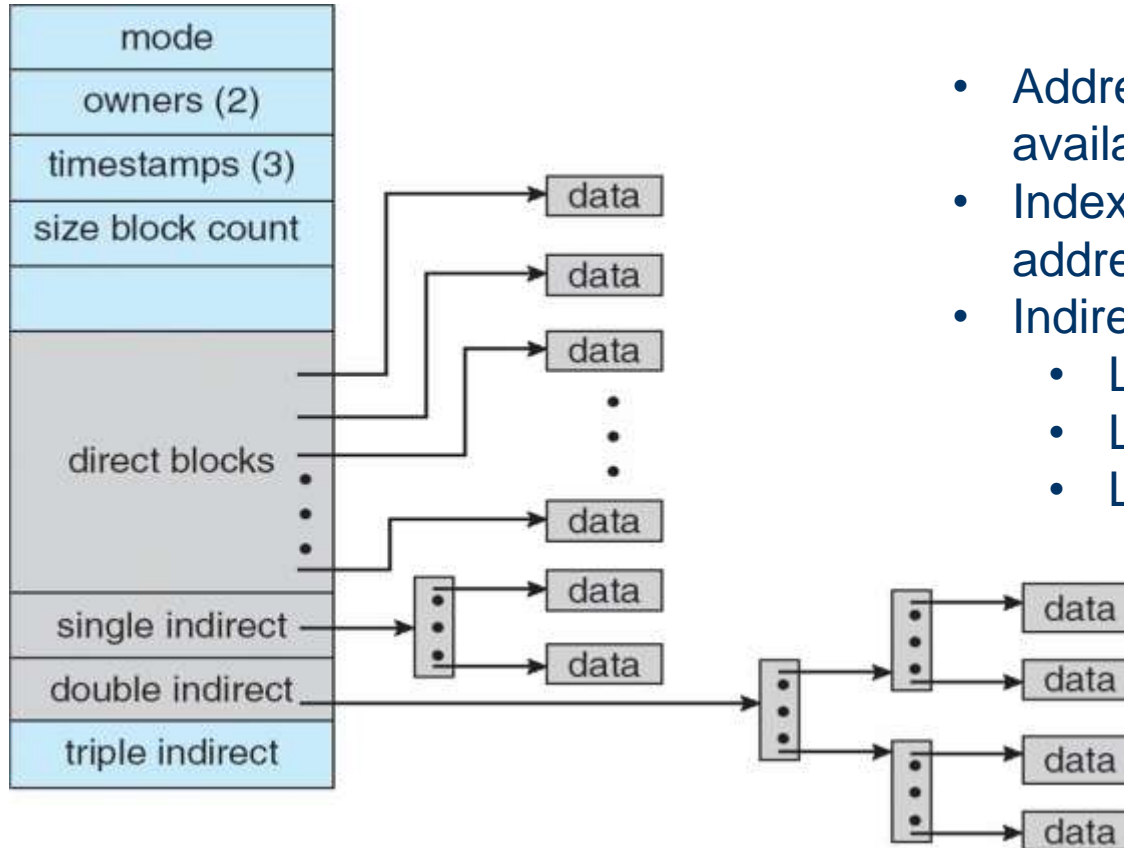 mode
owners (2)
timestamps (3)
size block count
direct blocks
single indirect
double indirect
triple indirect
data
data
data
data
data
data
data
data
data
data
• Addre
availa
• Index
addre
• Indire
• L
• L
• L